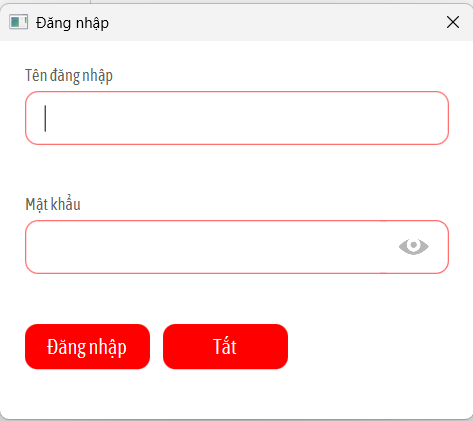 Đăng nhập
Tên đăng nhập
Mật khẩu
Đăng nhập
Tắt